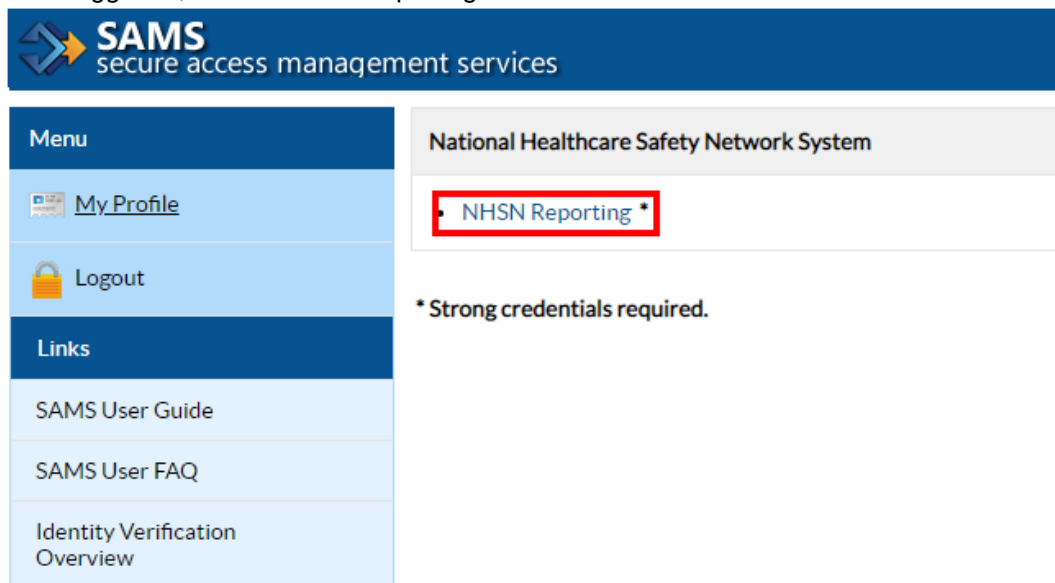 SAMS
secure access management services
Menu
My Profile
Logout
Links
SAMS User Guide
SAMS User FAQ
Identity Verification
Overview
National Healthcare Safety Network System
• NHSN Reporting *
* Strong credentials required.